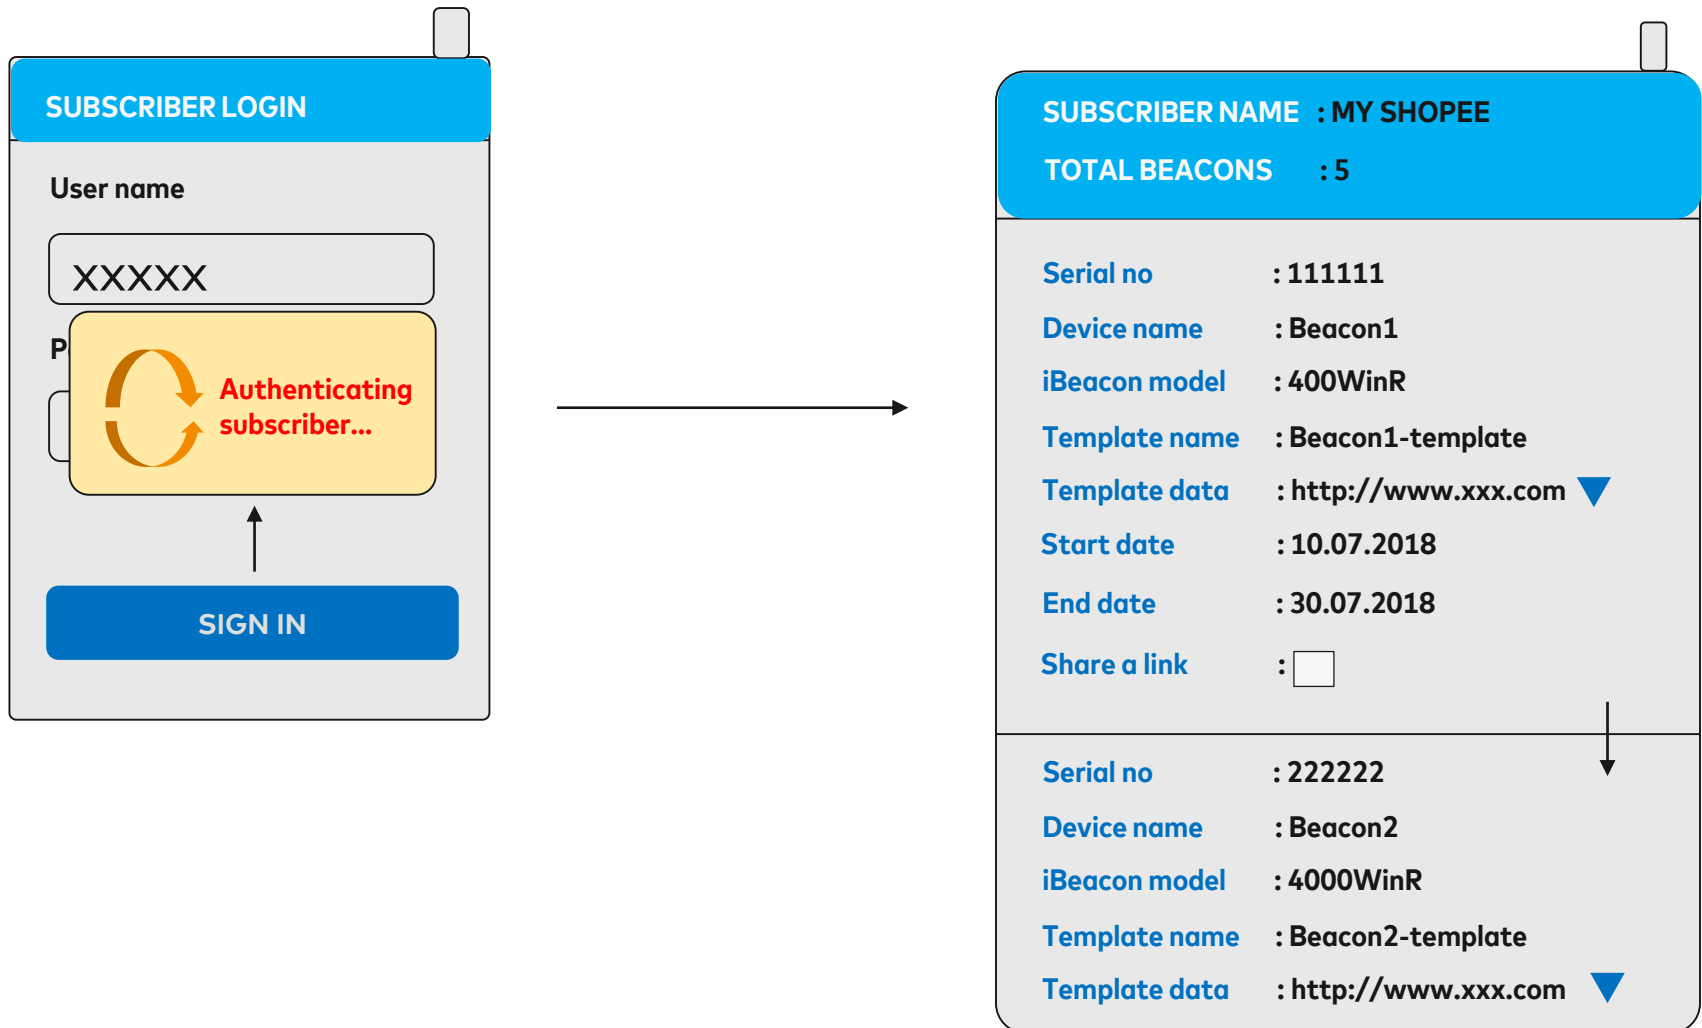 SUBSCRIBER LOGIN
User name
XXXXX
P
Authenticating
subscriber...
SIGN IN
SUBSCRIBER NAME : MY SHOPEE
TOTAL BEACONS : 5
Serial no : 111111
Device name : Beacon1
iBeacon model : 400WinR
Template name : Beacon1-template
Template data : http://www.xxx.com
Start date : 10.07.2018
End date : 30.07.2018
Share a link :
Serial no : 222222
Device name : Beacon2
iBeacon model : 4000WinR
Template name : Beacon2-template
Template data : http://www.xxx.com